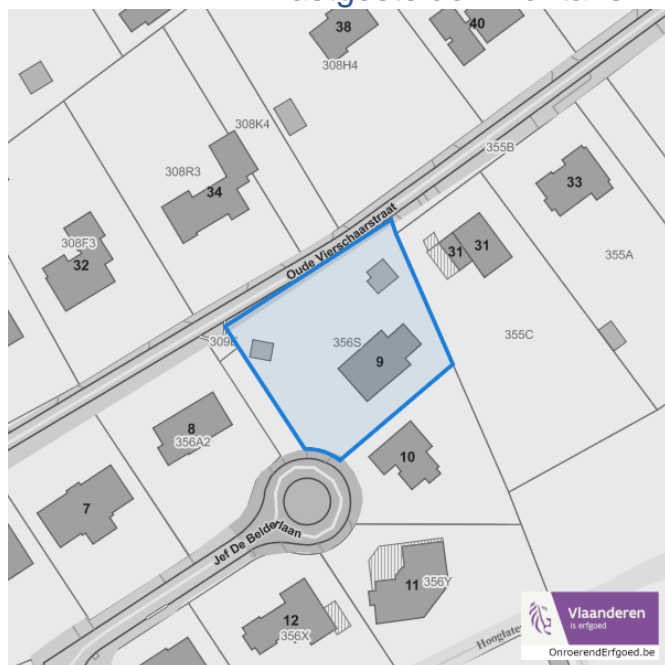 38
40
308H4
308K4
308R3
34
355B
33
308F3
32
Oude Vierschaarstraat
31
31
355A
356S
9
355C
8
356A2
10
7
Jef De Belderlaan
11
356Y
12
356X
Vlaanderen
is erfgoed
OnroerendErfgoed.be